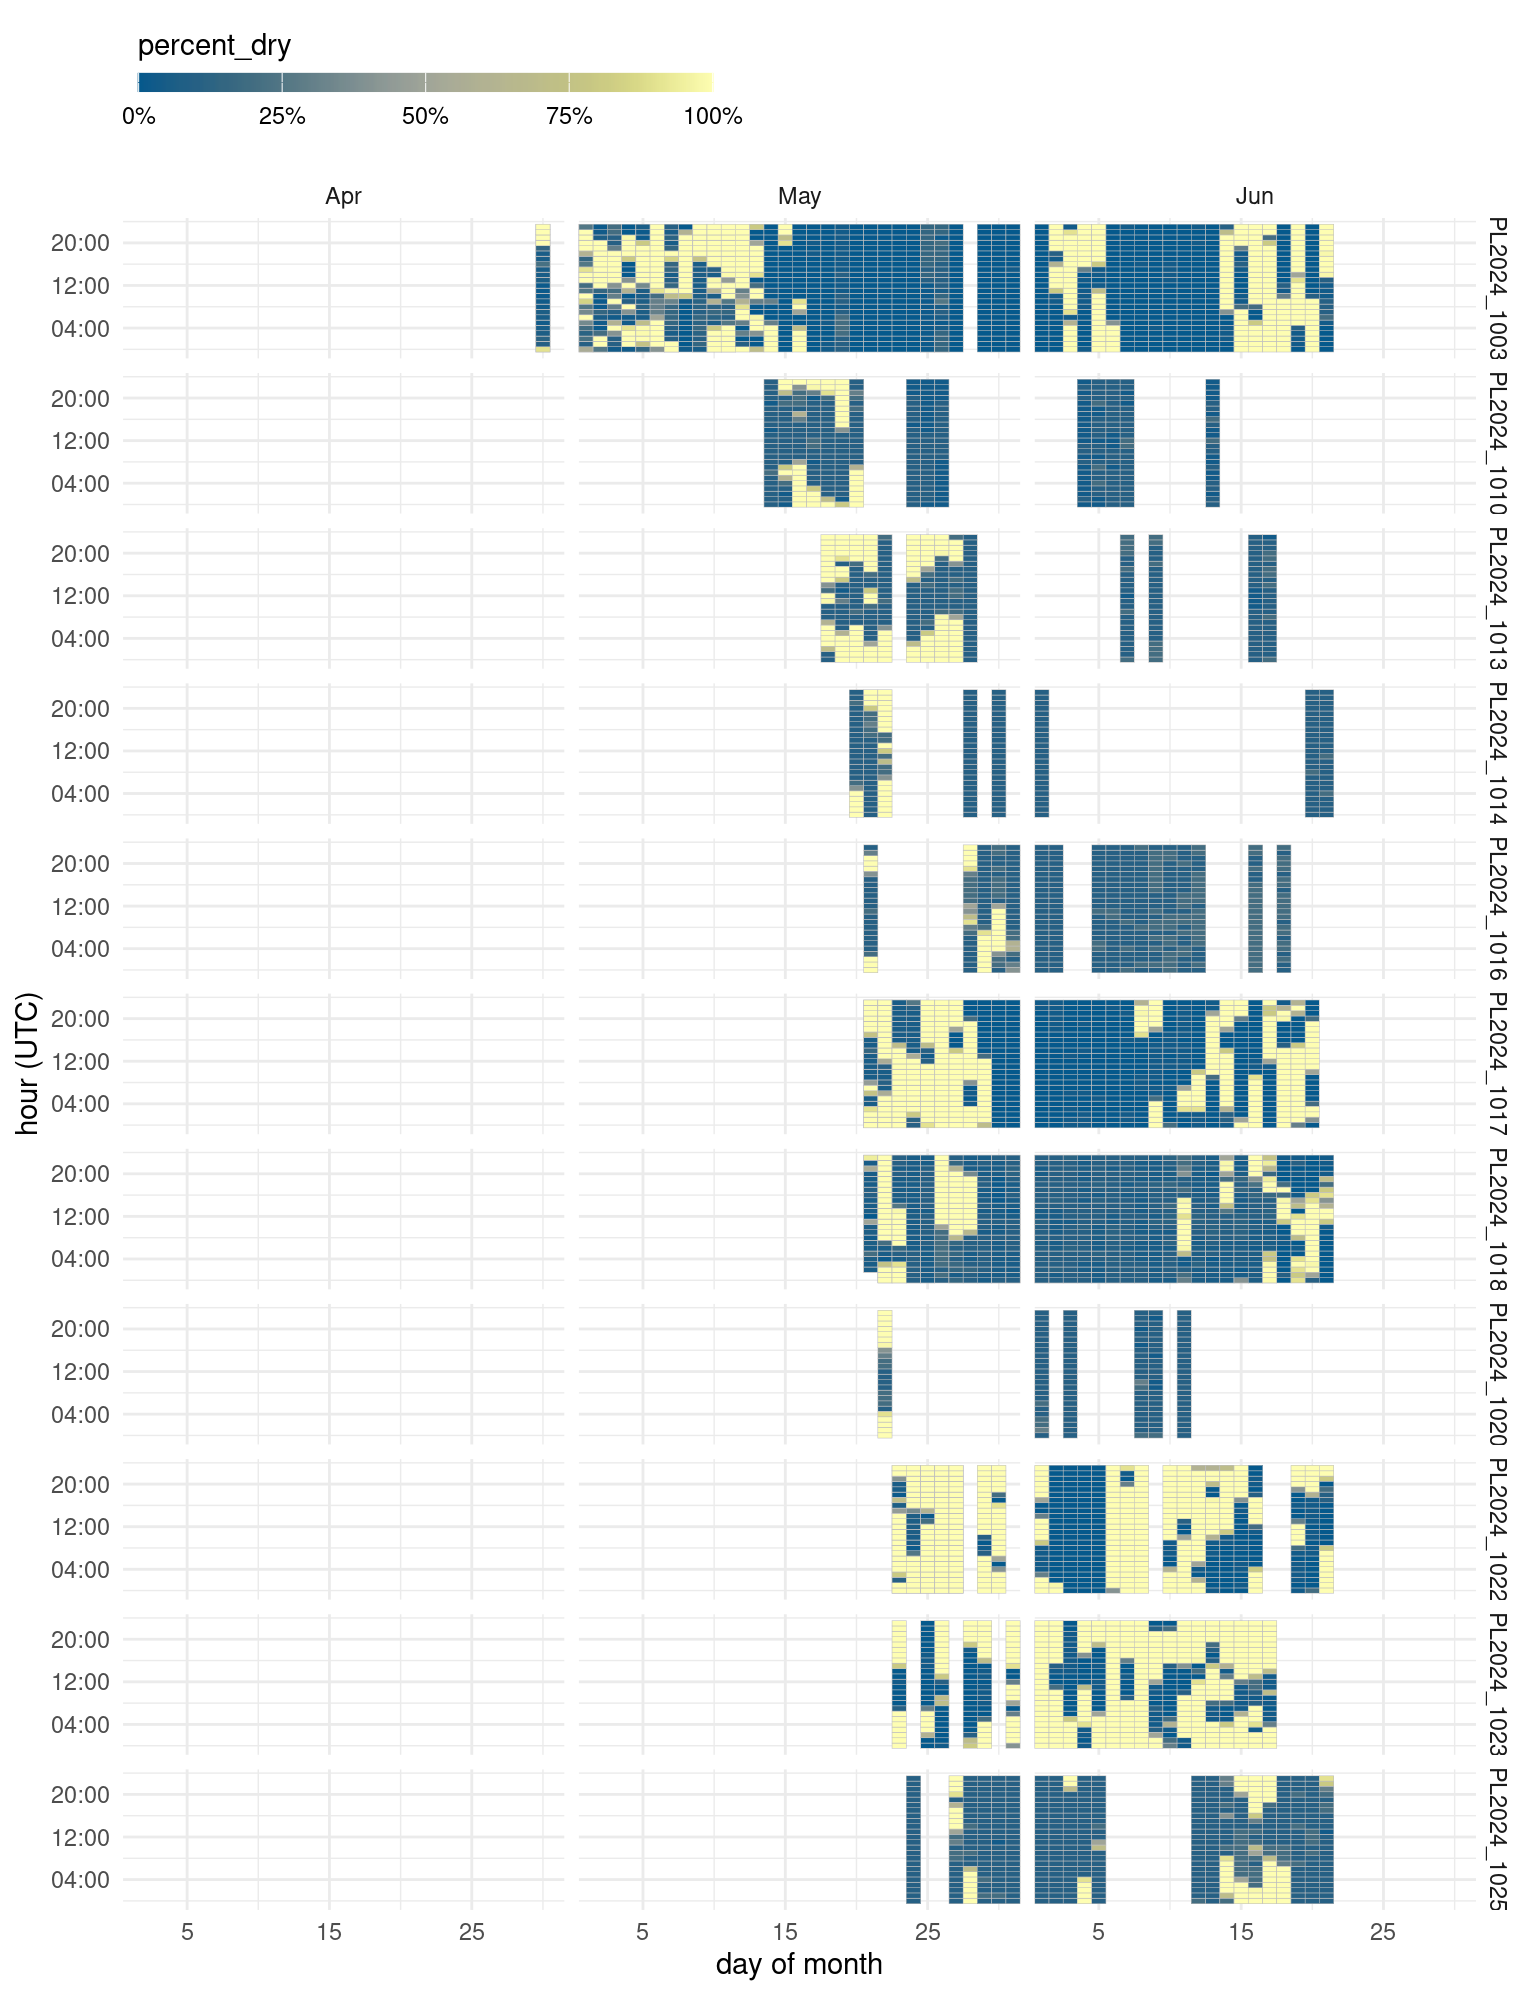 percent_dry
0% 25% 50% 75% 100%
Apr May Jun
20:00
12:00
04:00
PL2024_1003
20:00
12:00
04:00
PL2024_1010
20:00
12:00
04:00
PL2024_1013
20:00
12:00
04:00
PL2024_1014
20:00
12:00
04:00
PL2024_1016
hour (UTC)
20:00
12:00
04:00
PL2024_1017
20:00
12:00
04:00
PL2024_1018
20:00
12:00
04:00
PL2024_1020
20:00
12:00
04:00
PL2024_1022
20:00
12:00
04:00
PL2024_1023
20:00
12:00
04:00
PL2024_1025
5 15 25 5 15 25 5 15 25
day of month